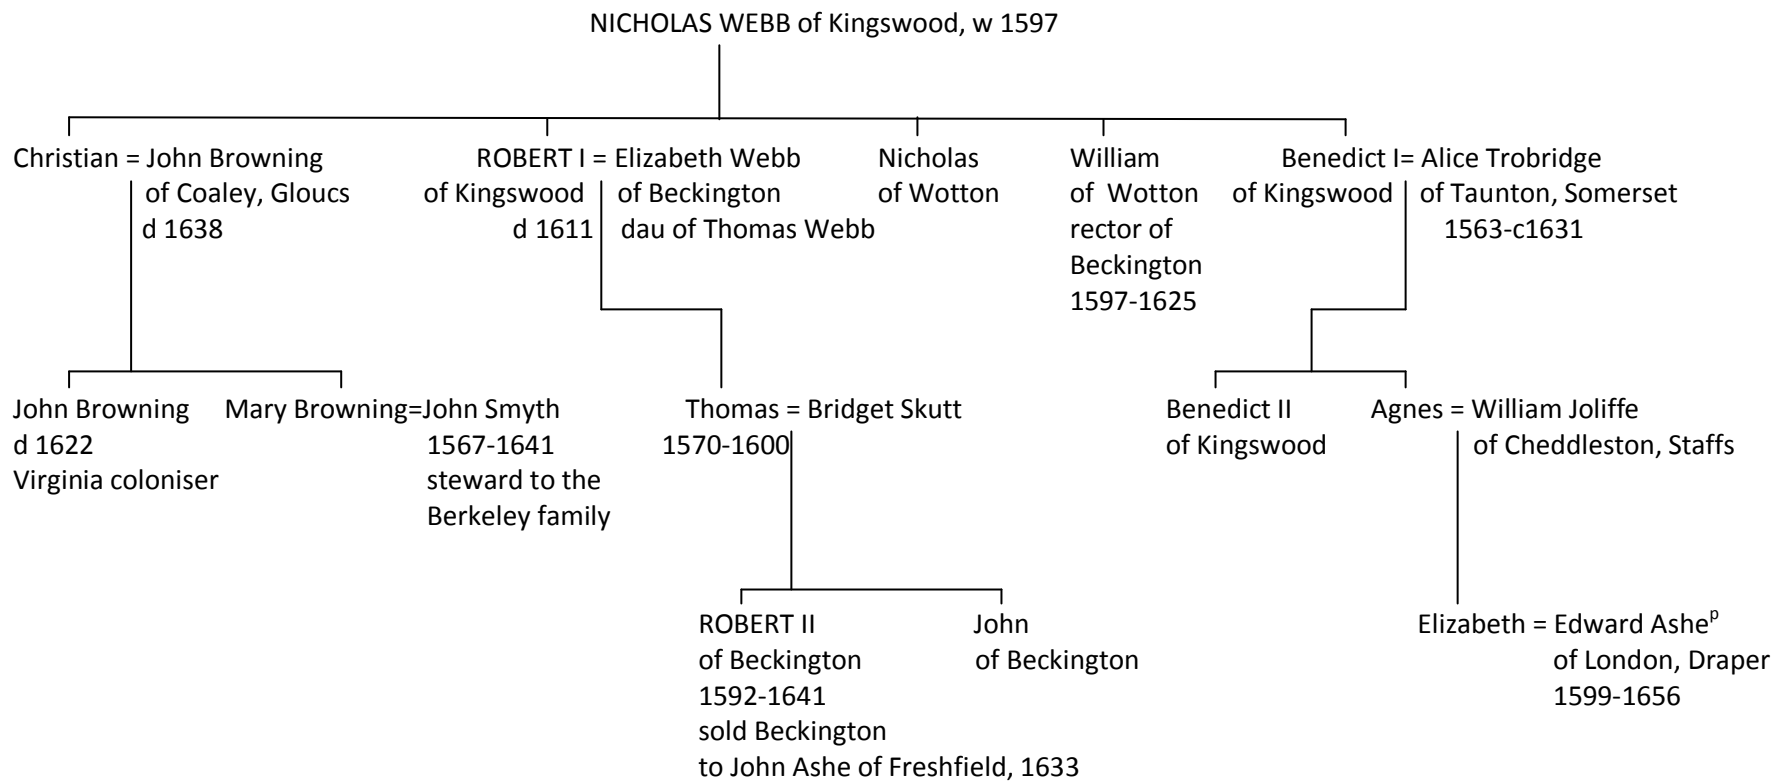 NICHOLAS WEBB of Kingswood, w 1597
Christian = John Browning
of Coaley, Gloucs
d 1638
ROBERT I = Elizabeth Webb
of Kingswood of Beckington
d 1611 dau of Thomas Webb
Nicholas
of Wotton
William
of Wotton
rector of
Beckington
1597-1625
Benedict I= Alice Trobridge
of Kingswood of Taunton, Somerset
1563-c1631
John Browning
d 1622
Virginia coloniser
Mary Browning=John Smyth
1567-1641
steward to the
Berkeley family
Thomas = Bridget Skutt
1570-1600
Benedict II
of Kingswood
Agnes = William Joliffe
of Cheddleston, Staffs
ROBERT II
of Beckington
1592-1641
sold Beckington
to John Ashe of Freshfield, 1633
John
of Beckington
Elizabeth = Edward Asheᵖ
of London, Draper
1599-1656